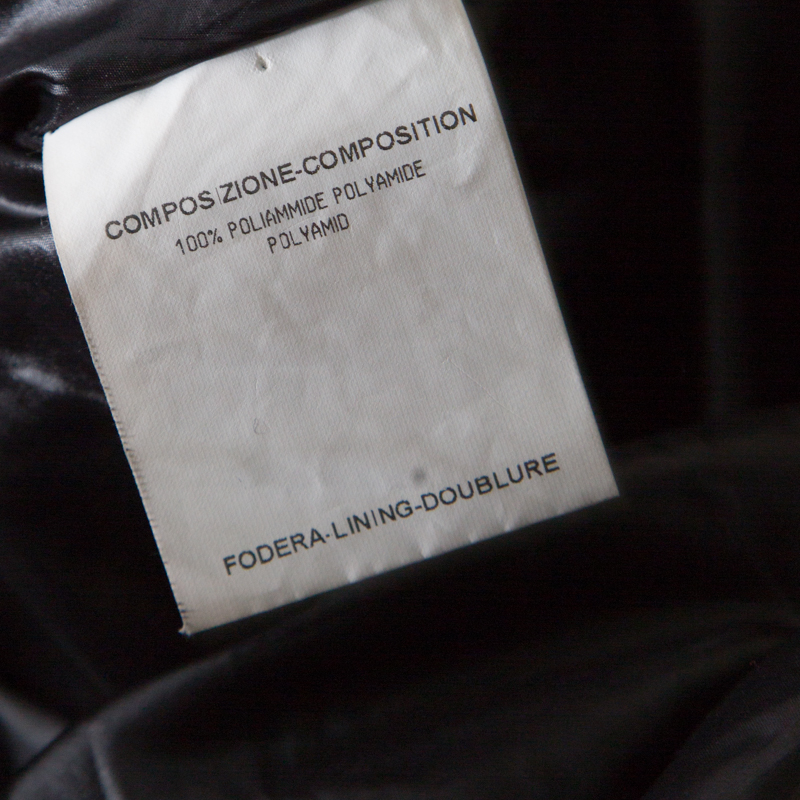 COMPOSIZIONE-COMPOSITION
100% POLIAMMIDE POLYAMIDE
POLYAMID
FODERA-LINING-DOUBLURE